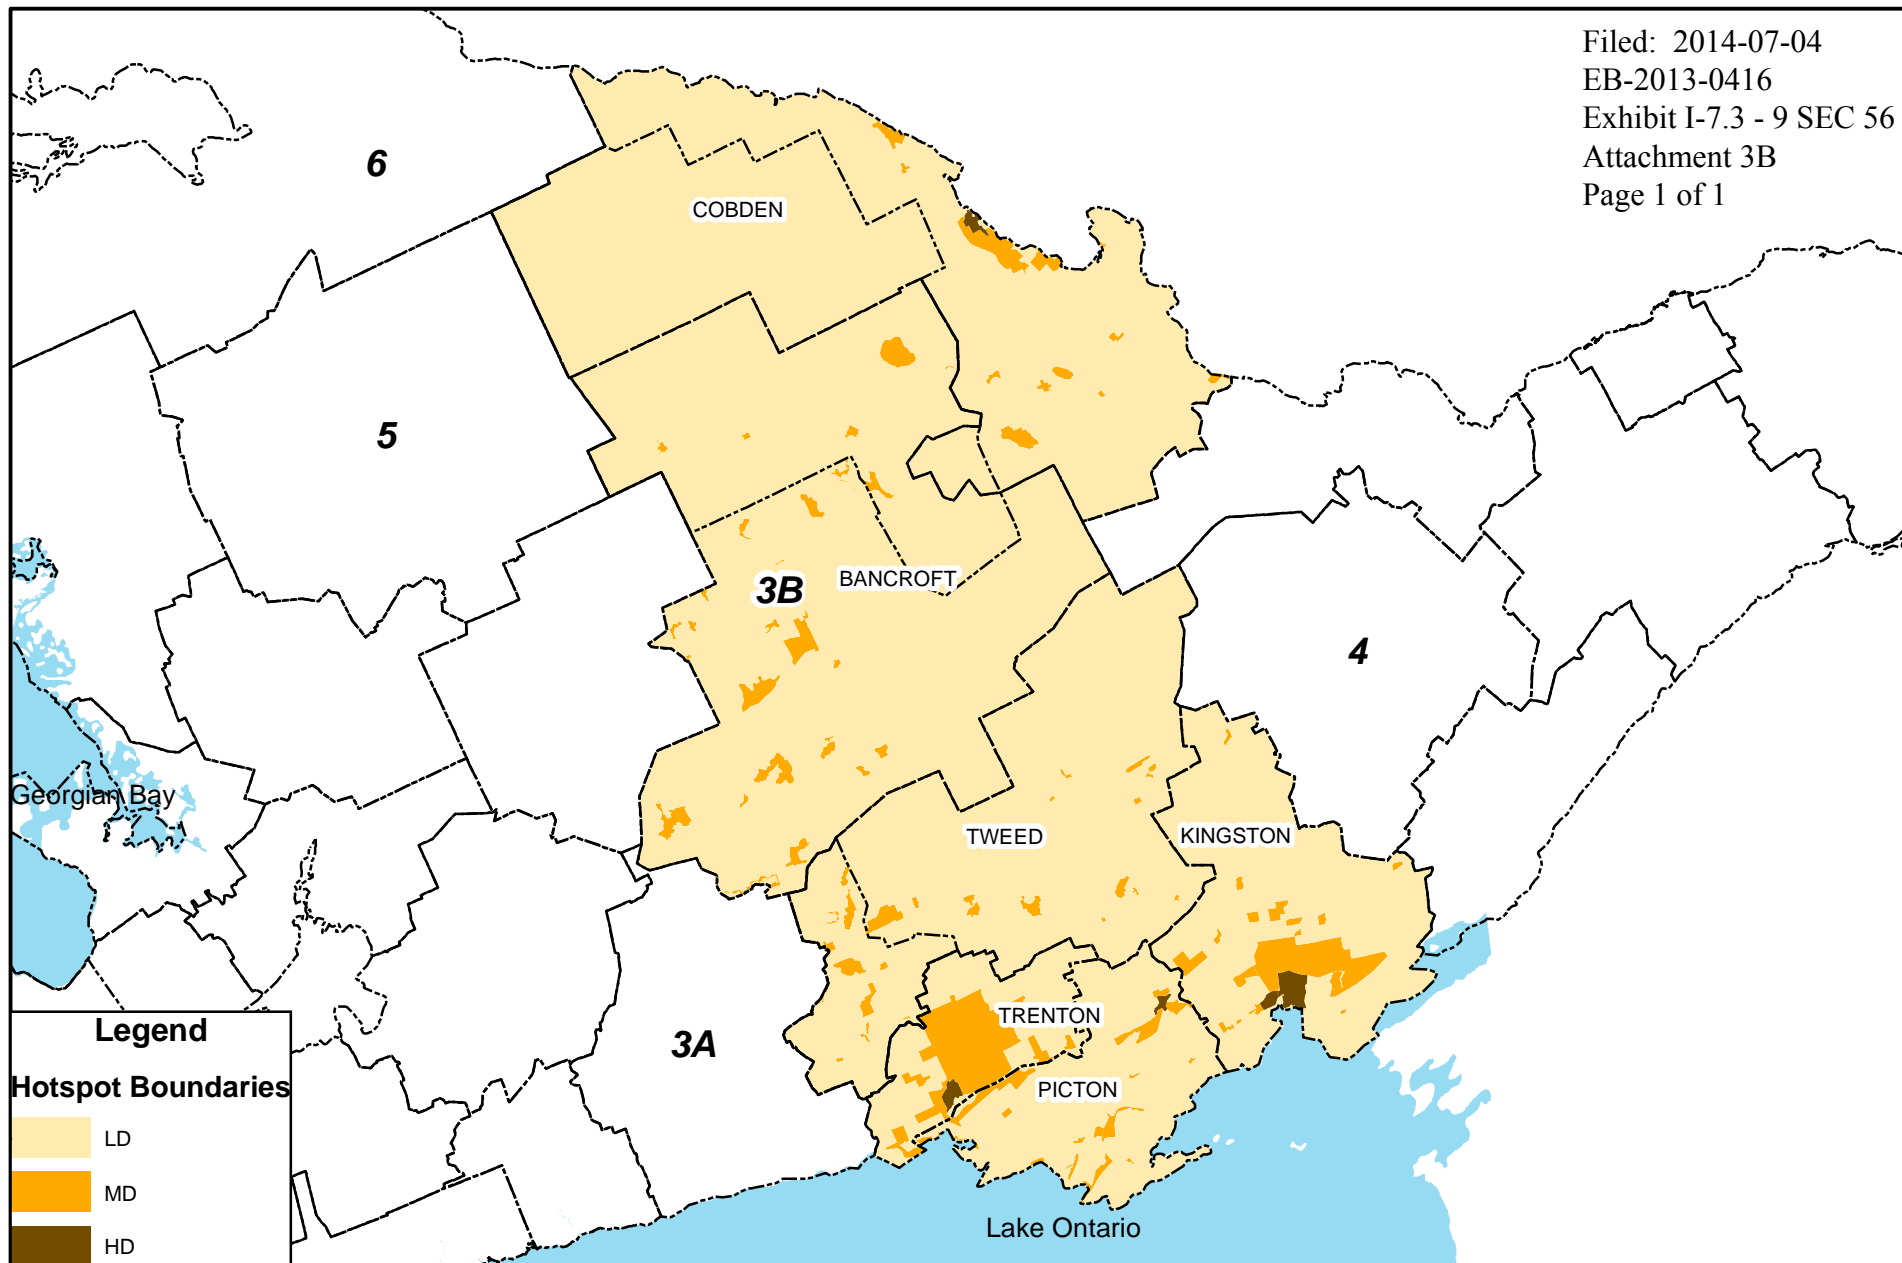 Filed: 2014-07-04
EB-2013-0416
Exhibit I-7.3 - 9 SEC 56
Attachment 3B
Page 1 of 1
6
COBDEN
5
3B
BANCROFT
4
Georgian Bay
TWEED
KINGSTON
TRENTON
3A
PICTON
Lake Ontario
Legend
Hotspot Boundaries
LD
MD
HD